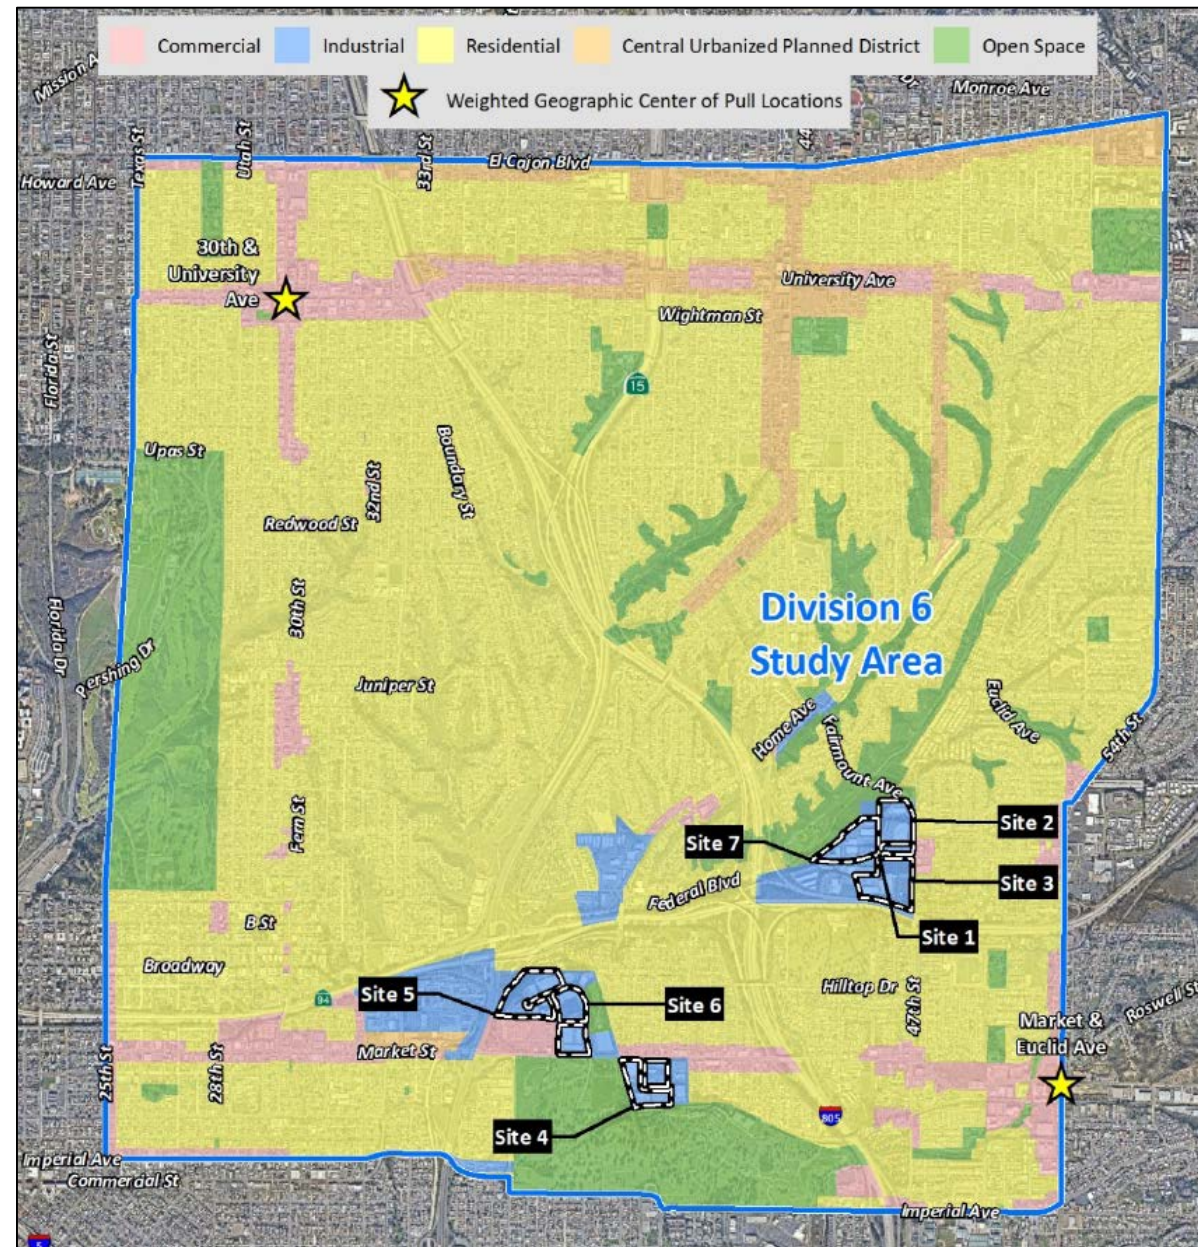 Commercial
Industrial
Residential
Central Urbanized Planned District
Open Space
Weighted Geographic Center of Pull Locations
Monroe Ave
Howard Ave
Texas St
Utah St
33rd St
El Cajon Blvd
30th &
University
Ave
University Ave
Wightman St
Florida St
15
Upas St
Boundary St
32nd St
Redwood St
30th St
Division 6
Study Area
Florida Dr
Pershing Dr
Juniper St
Home Ave
Fairmount Ave
Euclid Ave
54th St
Fern St
Site 7
Site 2
Federal Blvd
Site 3
B St
Site 1
Broadway
94
Site 5
Site 6
Hilltop Dr
47th St
Roswell St
Market &
Euclid Ave
25th St
28th St
Market St
805
Site 4
Imperial Ave
Commercial St
Imperial Ave
5